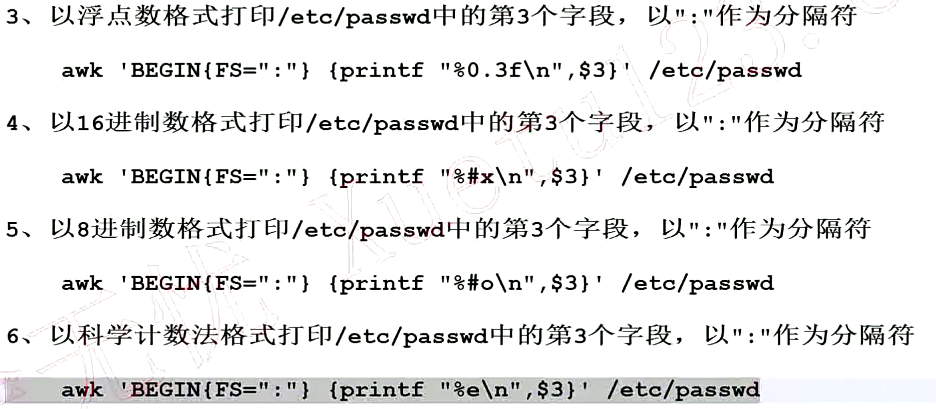 3、以浮点数格式打印/etc/passwd中的第3个字段，以":"作为分隔符
awk 'BEGIN{FS=":"} {printf "%0.3f\n",$3}' /etc/passwd
4、以16进制数格式打印/etc/passwd中的第3个字段，以":"作为分隔符
awk 'BEGIN{FS=":"} {printf "%#x\n",$3}' /etc/passwd
5、以8进制数格式打印/etc/passwd中的第3个字段，以":"作为分隔符
awk 'BEGIN{FS=":"} {printf "%#o\n",$3}' /etc/passwd
6、以科学计数法格式打印/etc/passwd中的第3个字段，以":"作为分隔符
awk 'BEGIN{FS=":"} {printf "%e\n",$3}' /etc/passwd